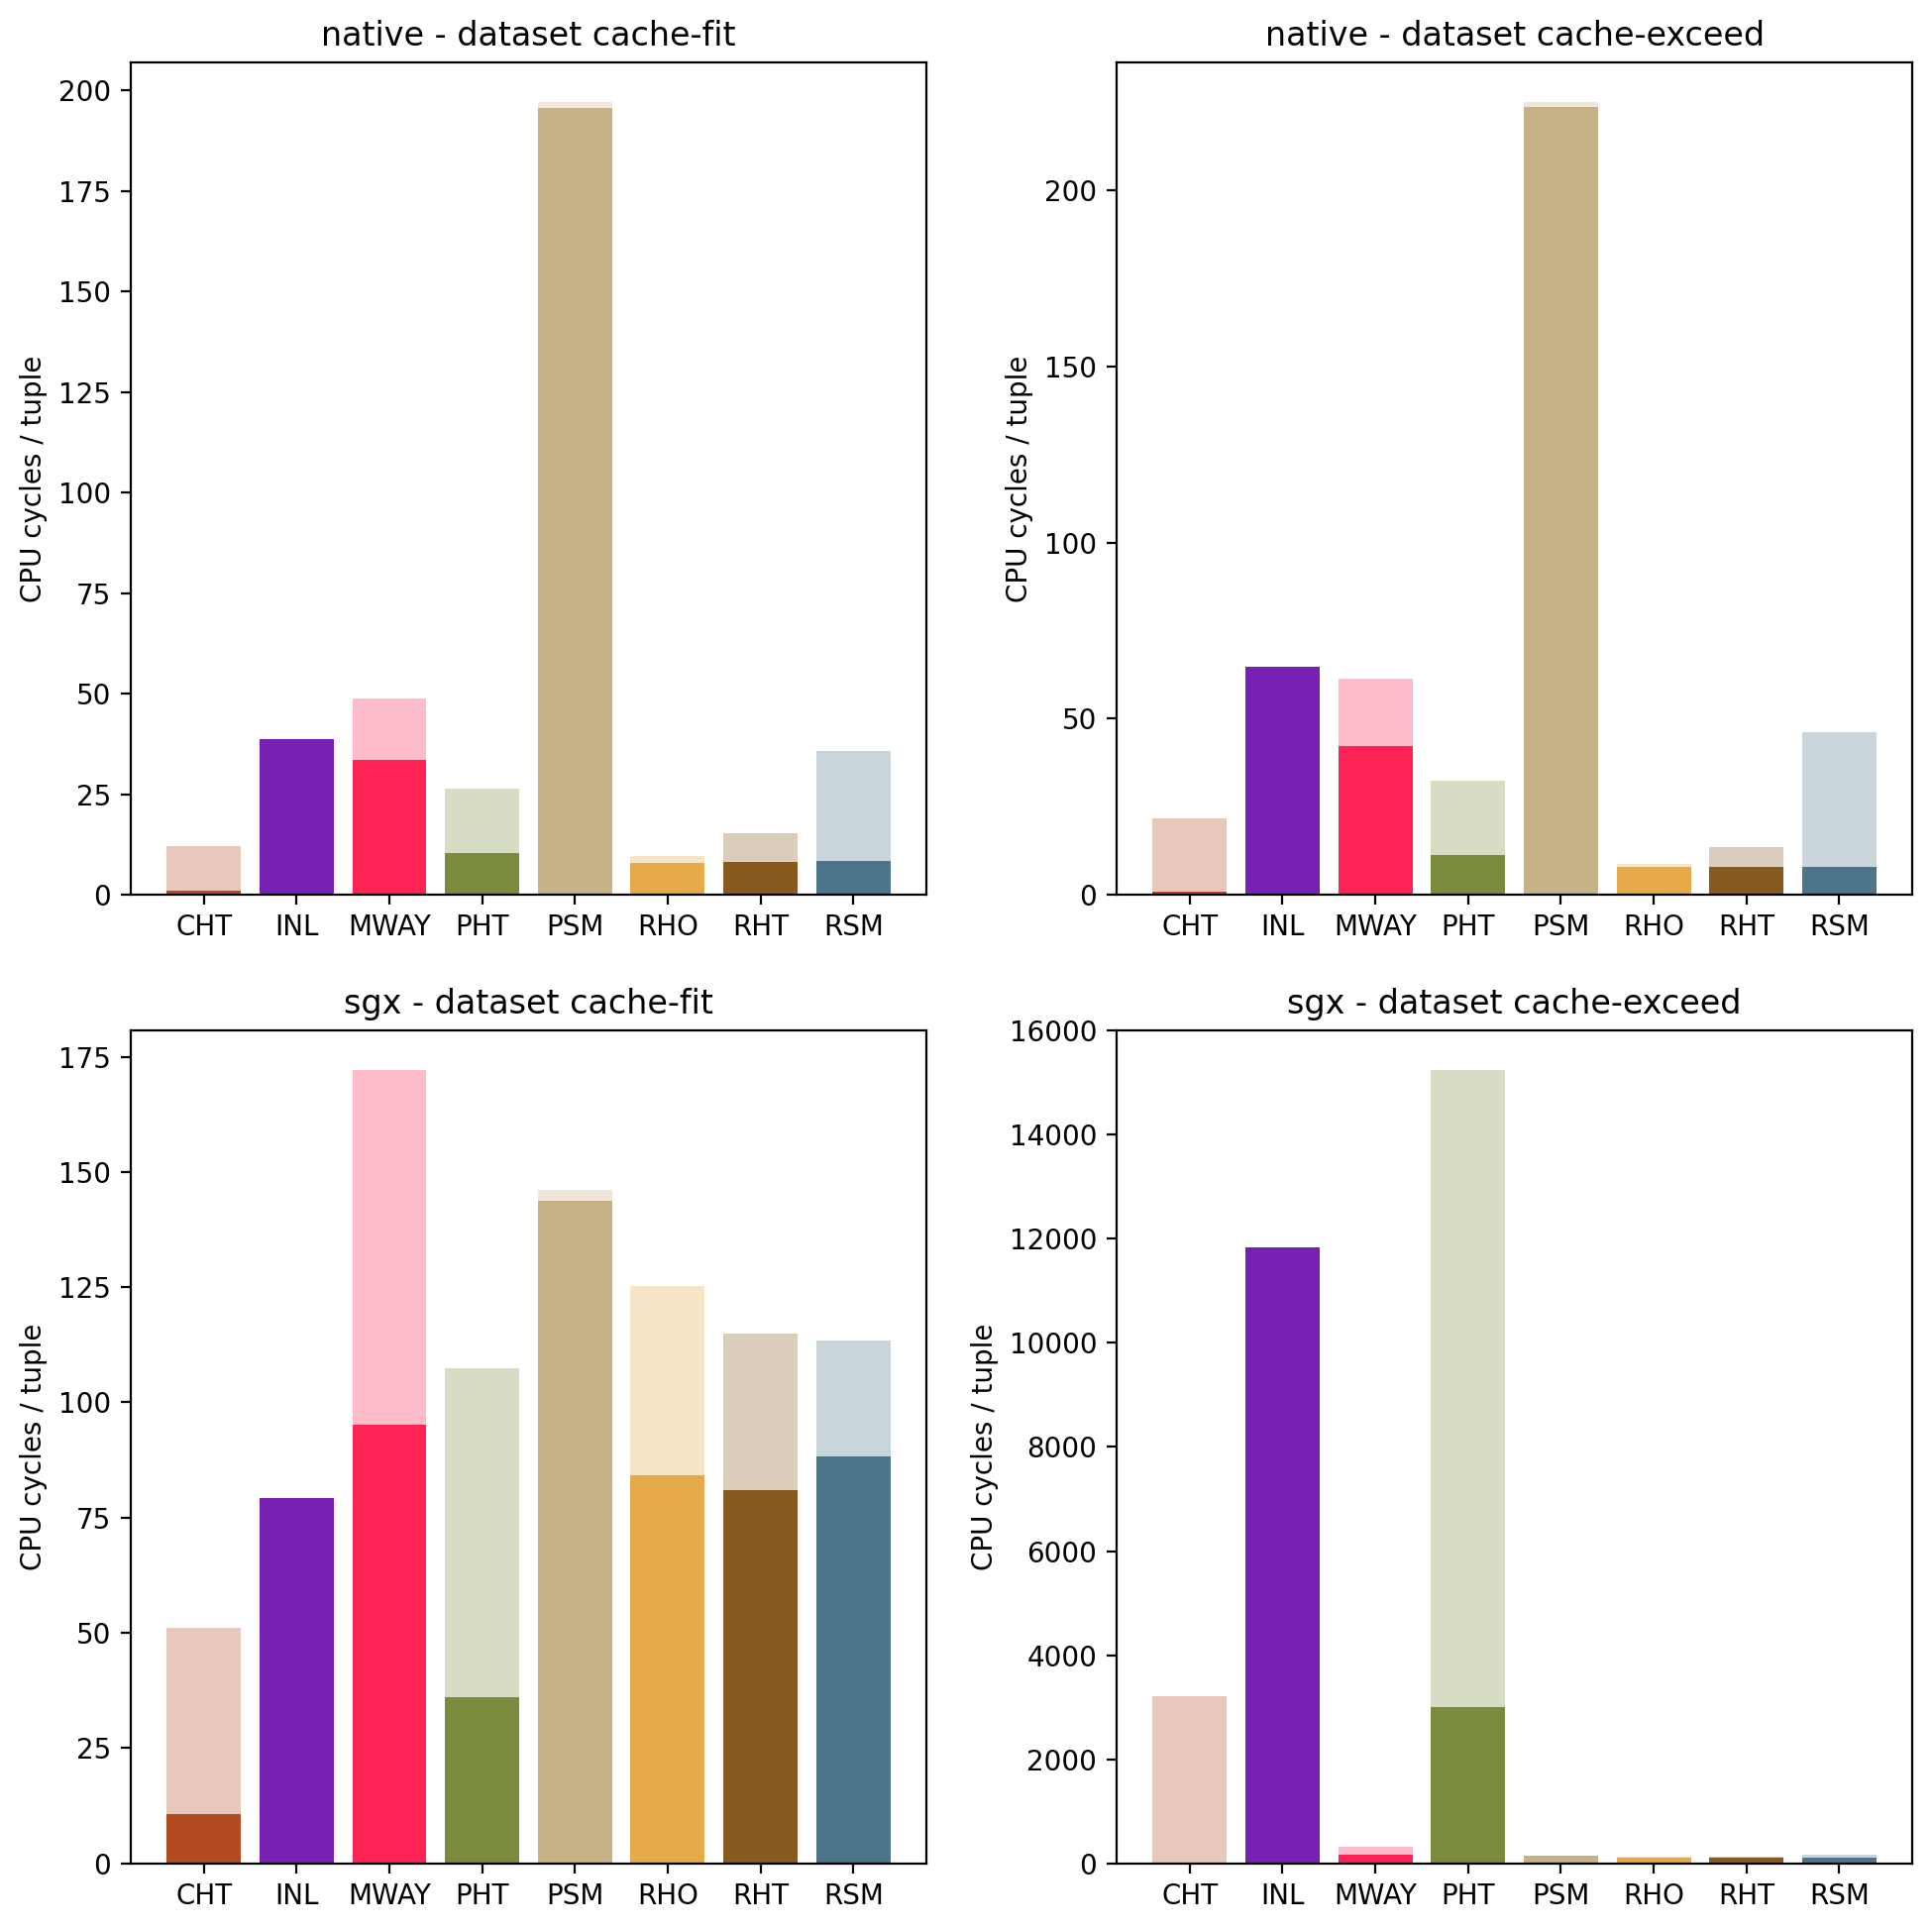 native - dataset cache-fit
200
175
150
125
100
75
50
25
0
CPU cycles / tuple
CHT INL MWAY PHT PSM RHO RHT RSM
native - dataset cache-exceed
200
150
100
50
0
CPU cycles / tuple
CHT INL MWAY PHT PSM RHO RHT RSM
sgx - dataset cache-fit
175
150
125
100
75
50
25
0
CPU cycles / tuple
CHT INL MWAY PHT PSM RHO RHT RSM
sgx - dataset cache-exceed
16000
14000
12000
10000
8000
6000
4000
2000
0
CPU cycles / tuple
CHT INL MWAY PHT PSM RHO RHT RSM